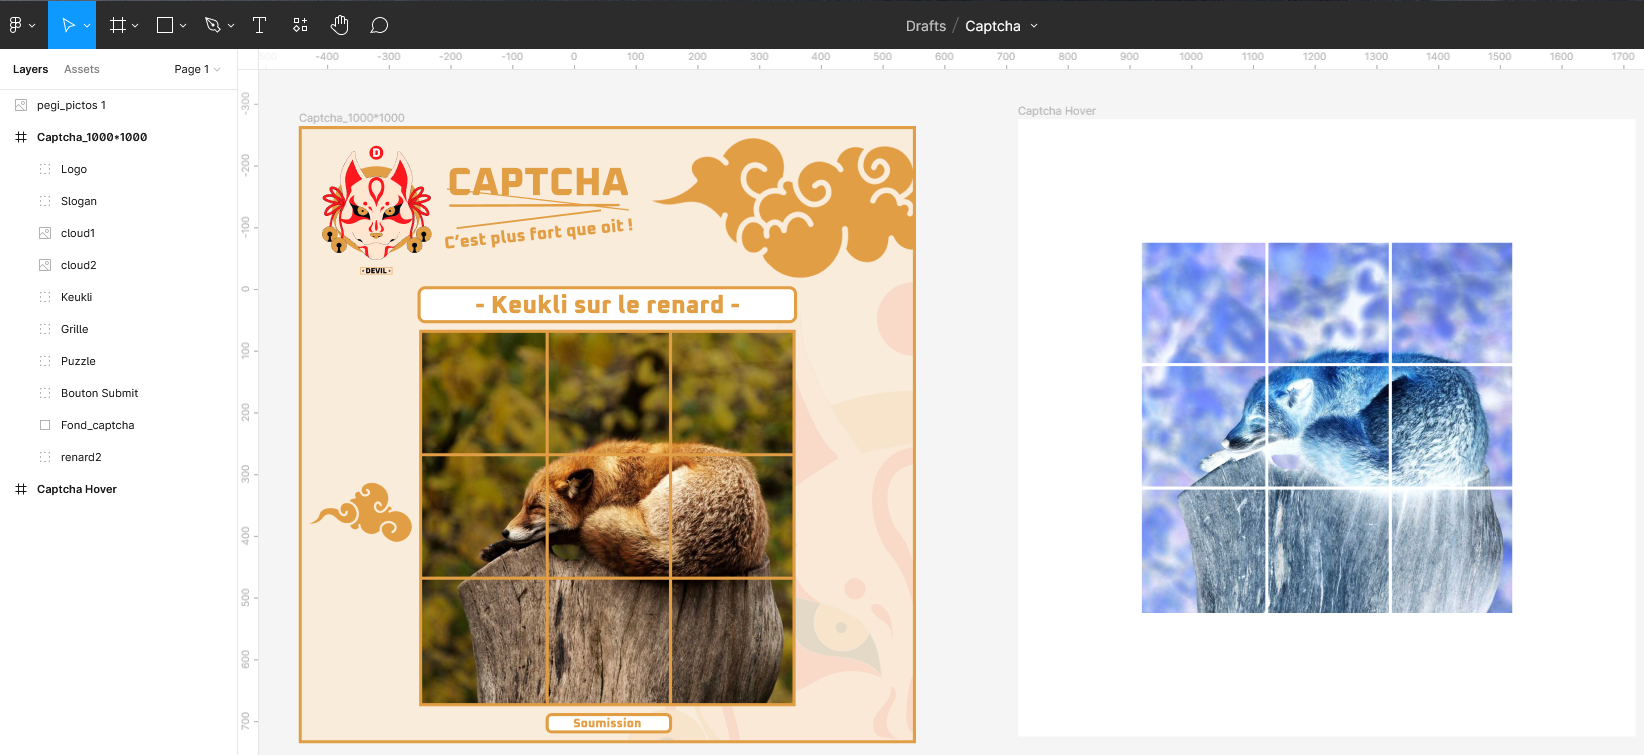 Drafts / Captcha
Layers
Assets
Page 1
-400 -300 -200 -100 0 100 200 300 400 500 600 700 800 900 1000 1100 1200 1300 1400 1500 1600 1700
pegi_pictos 1
Captcha_1000*1000
Logo
Slogan
cloud1
cloud2
Keukli
Grille
Puzzle
Bouton Submit
Fond_captcha
renard2
Captcha Hover
-300
-200
-100
0
100
200
300
400
500
600
700
Captcha_1000*1000
D
DEVIL
CAPTCHA
C'est plus fort que oit !
- Keukli sur le renard -
Soumission
Captcha Hover